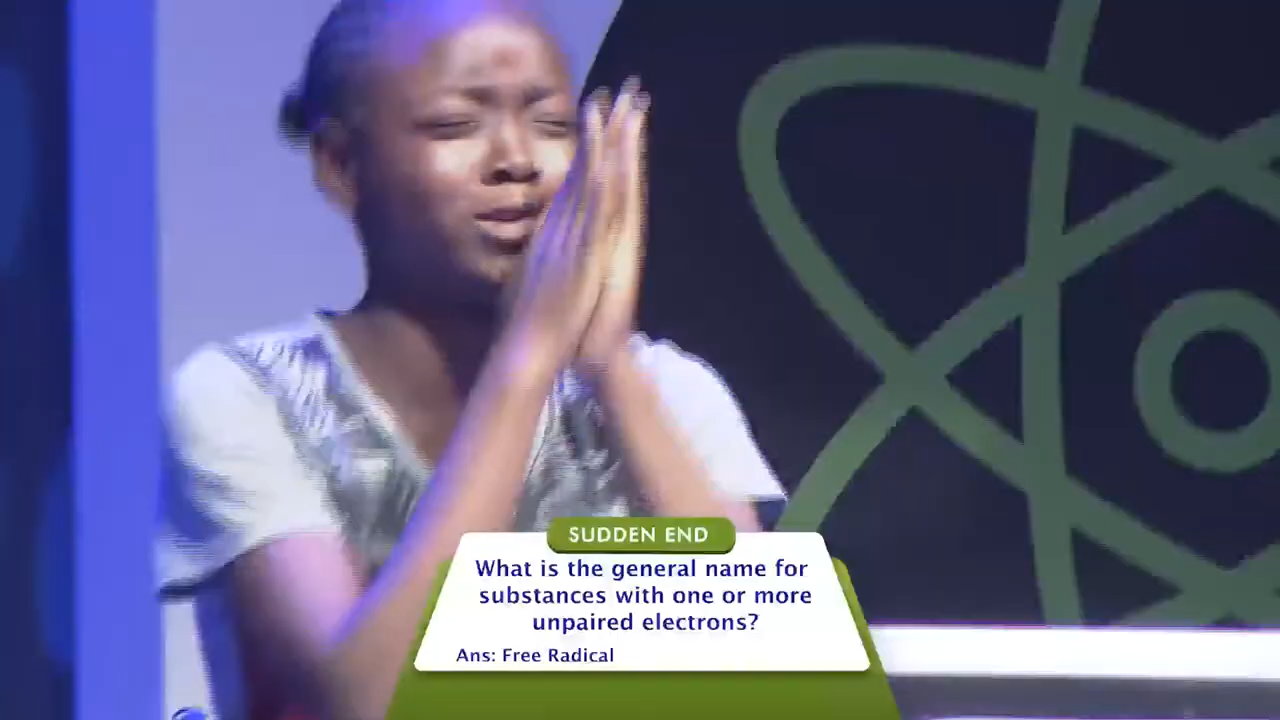 SUDDEN END
What is the general name for
substances with one or more
unpaired electrons?
Ans: Free Radical